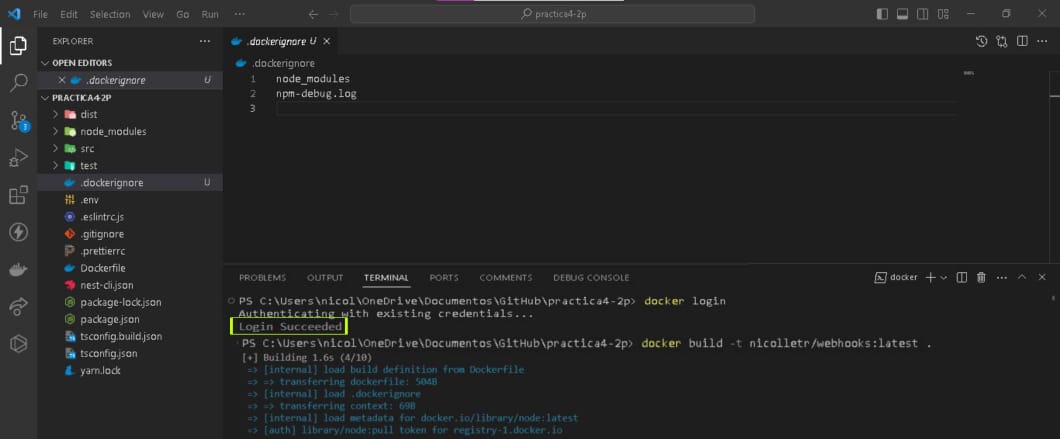 File Edit Selection View Go Run ··· practica4-2p
EXPLORER ···
OPEN EDITORS
.dockerignore U
PRACTICA4-2P
dist
node_modules
src
test
.dockerignore U
.env
.eslintrc.js
.gitignore
.prettierrc
Dockerfile
nest-cli.json
package-lock.json
package.json
tsconfig.build.json
tsconfig.json
yarn.lock
3
.dockerignore U
.dockerignore
1 node_modules
2 npm-debug.log
3
PROBLEMS OUTPUT TERMINAL PORTS COMMENTS DEBUG CONSOLE docker
PS C:\Users\nicol\OneDrive\Documentos\GitHub\practica4-2p> docker login
Authenticating with existing credentials...
Login Succeeded
PS C:\Users\nicol\OneDrive\Documentos\GitHub\practica4-2p> docker build -t nicolletr/webhooks:latest .
[+] Building 1.6s (4/10)
=> [internal] load build definition from Dockerfile
=> => transferring dockerfile: 504B
=> [internal] load .dockerignore
=> => transferring context: 69B
=> [internal] load metadata for docker.io/library/node:latest
=> [auth] library/node:pull token for registry-1.docker.io